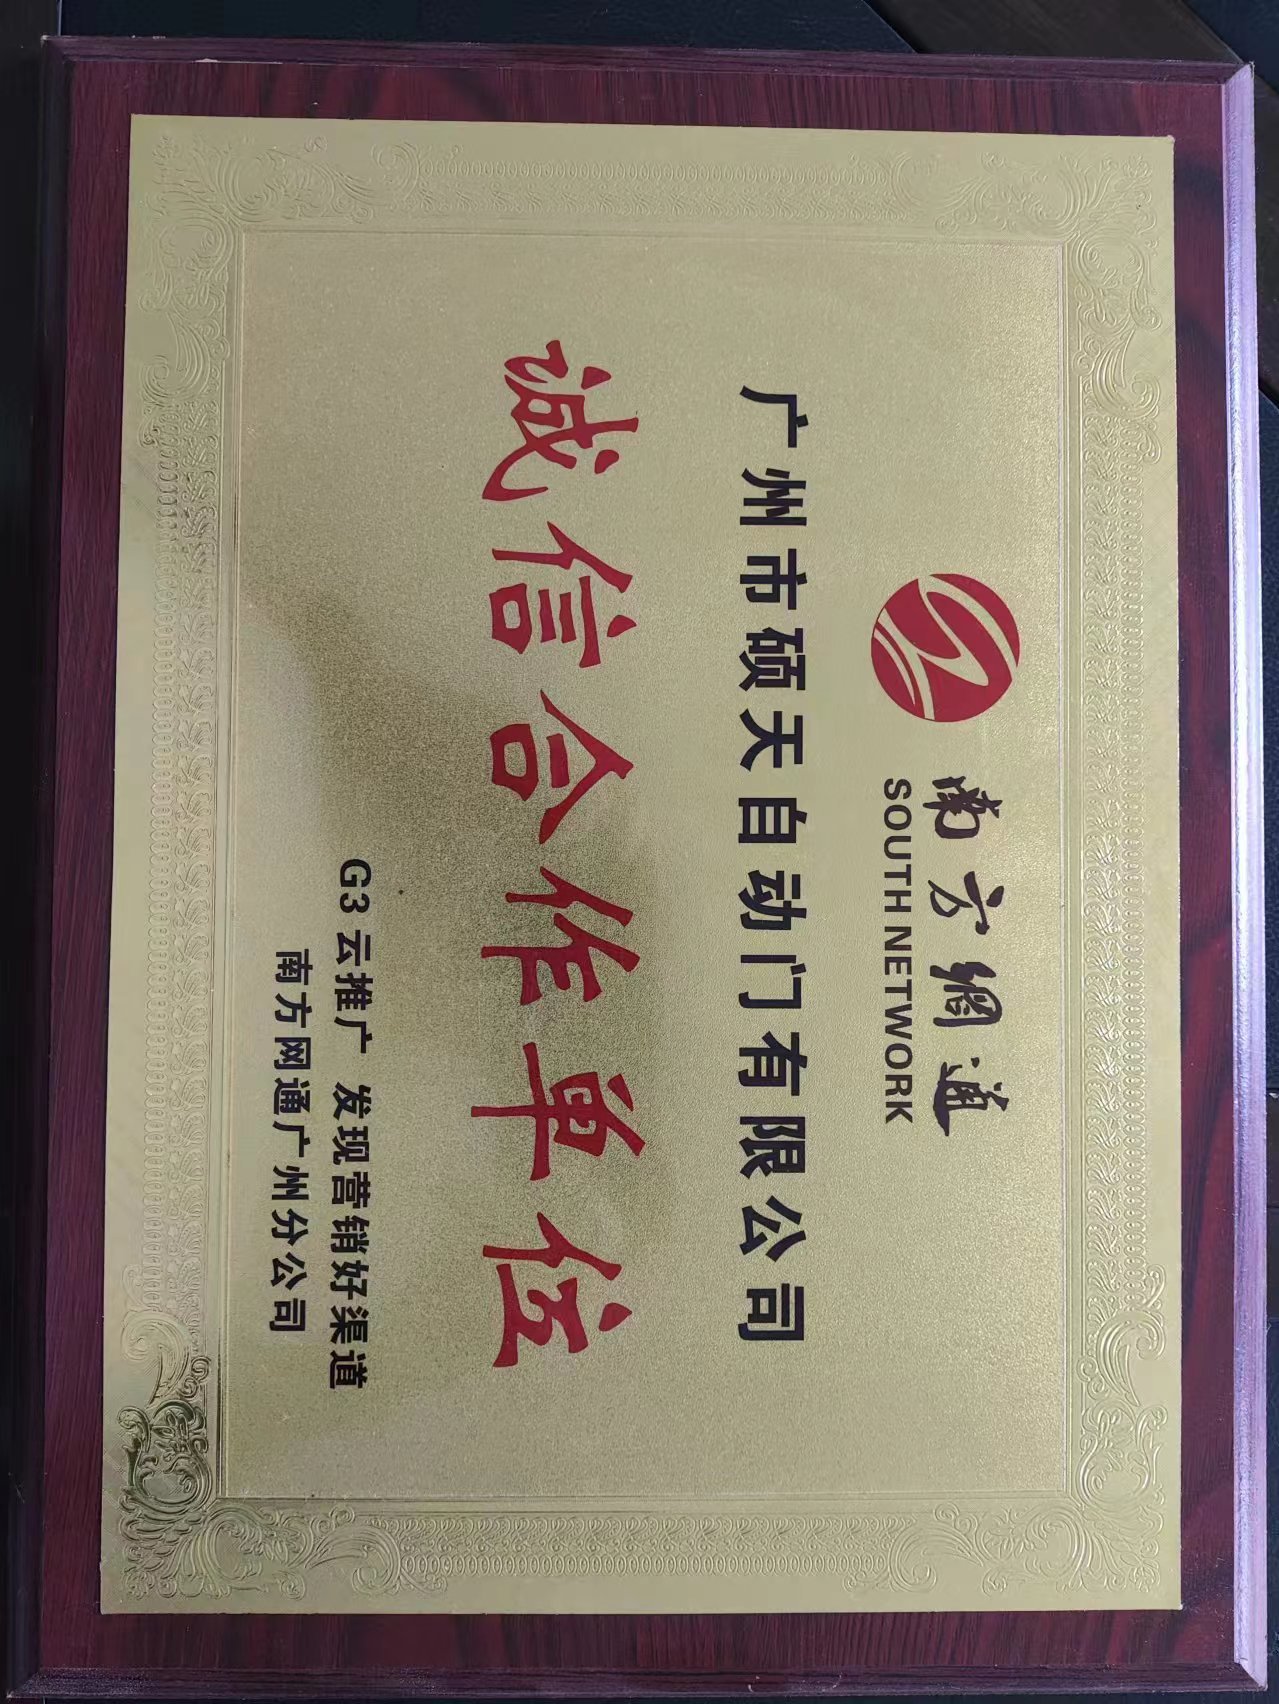 南方網通
SOUTH NETWORK
广州市硕天自动门有限公司
诚信合作单位
G3云推广 发现营销好渠道
南方网通广州分公司